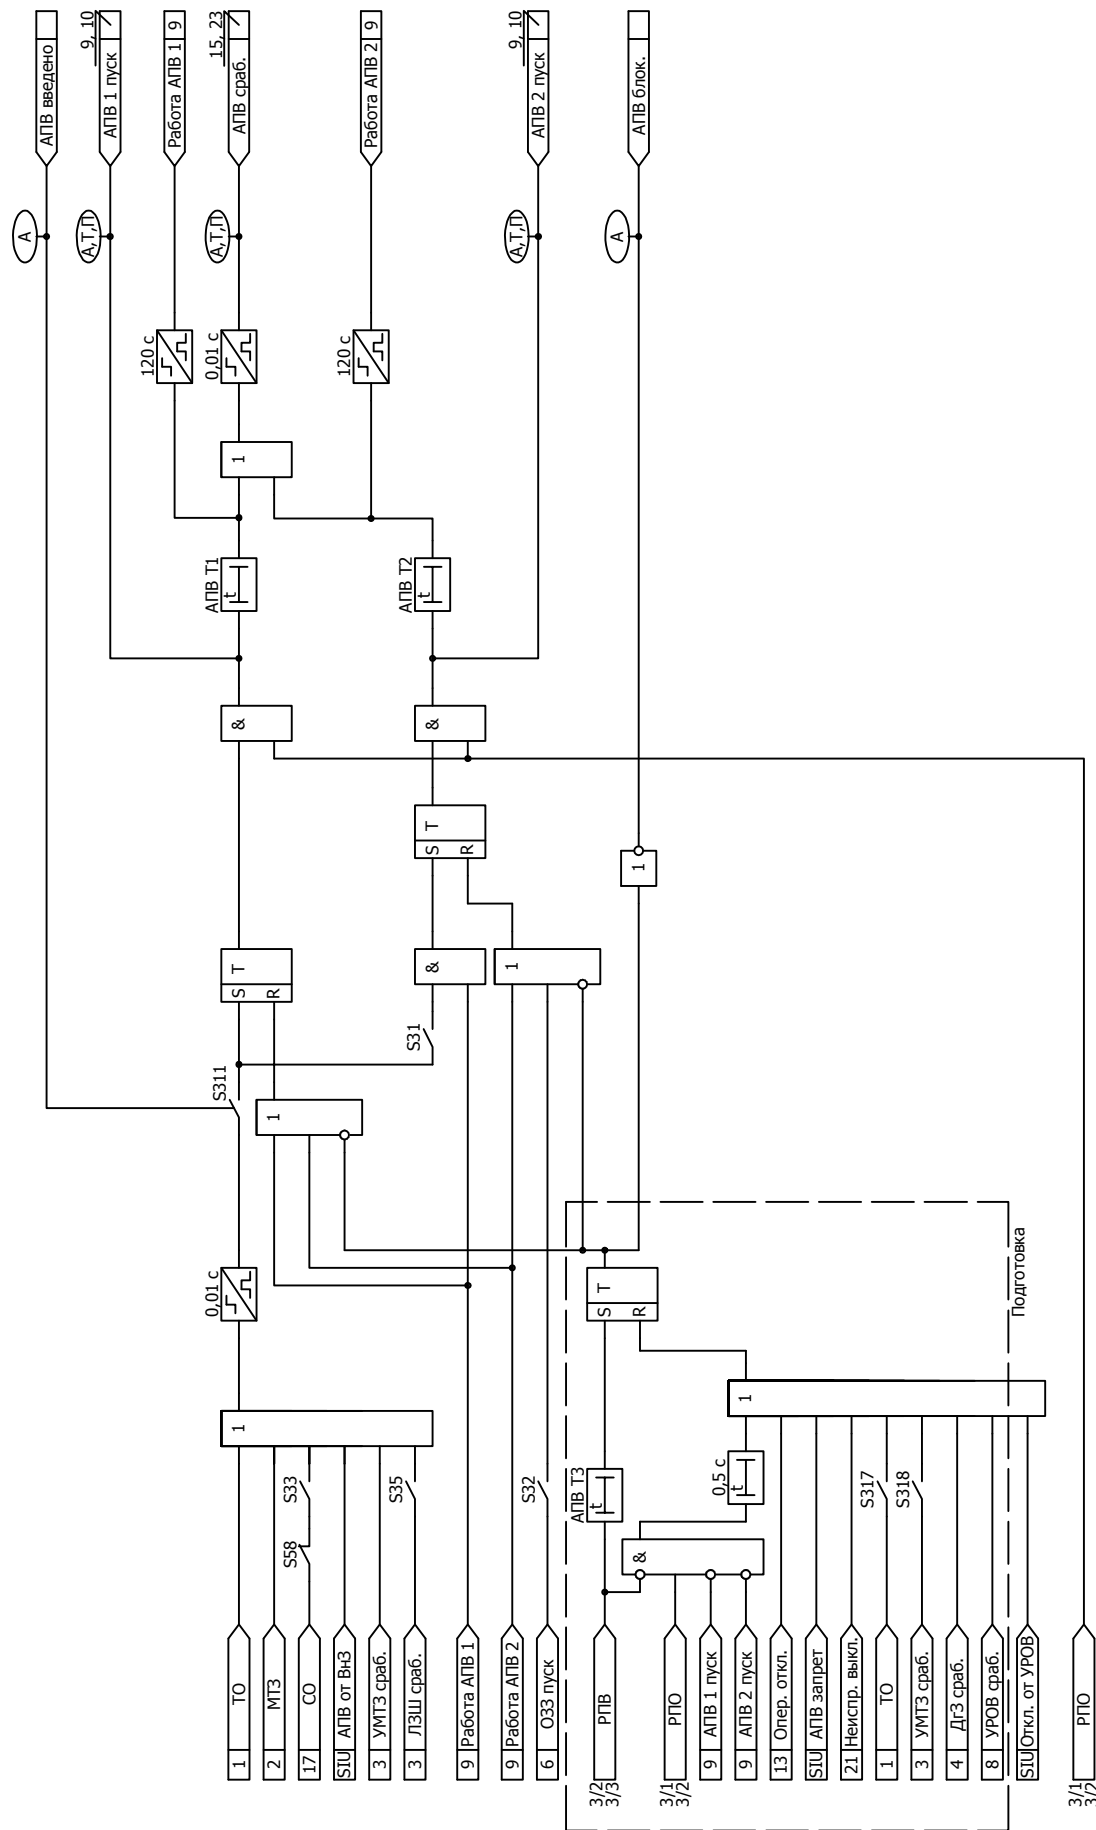 АПВ введено
9, 10
АПВ 1 пуск
Работа АПВ 1 9
15, 23
АПВ сраб.
Работа АПВ 2 9
9, 10
АПВ 2 пуск
АПВ блок.
А
А,Т,П
А,Т,П
А,Т,П
А
120 с
0,01 с
120 с
1
АПВ Т1
t
АПВ Т2
t
&
&
S T
R
S T
R
1
&
1
S311
S31
1
0,01 с
S T
R
Подготовка
1
1
S33
S58
S35
S32
АПВ Т3
t
0,5 с
t
S317
S318
&
1 ТО
2 МТЗ
17 СО
SIU АПВ от ВнЗ
3 УМТЗ сраб.
3 ЛЗШ сраб.
9 Работа АПВ 1
9 Работа АПВ 2
6 ОЗЗ пуск
3/2
3/3
РПВ
3/1
3/2
РПО
9 АПВ 1 пуск
9 АПВ 2 пуск
13 Опер. откл.
SIU АПВ запрет
21 Неиспр. выкл.
1 ТО
3 УМТЗ сраб.
4 ДгЗ сраб.
8 УРОВ сраб.
SIU Откл. от УРОВ
3/1
3/2
РПО